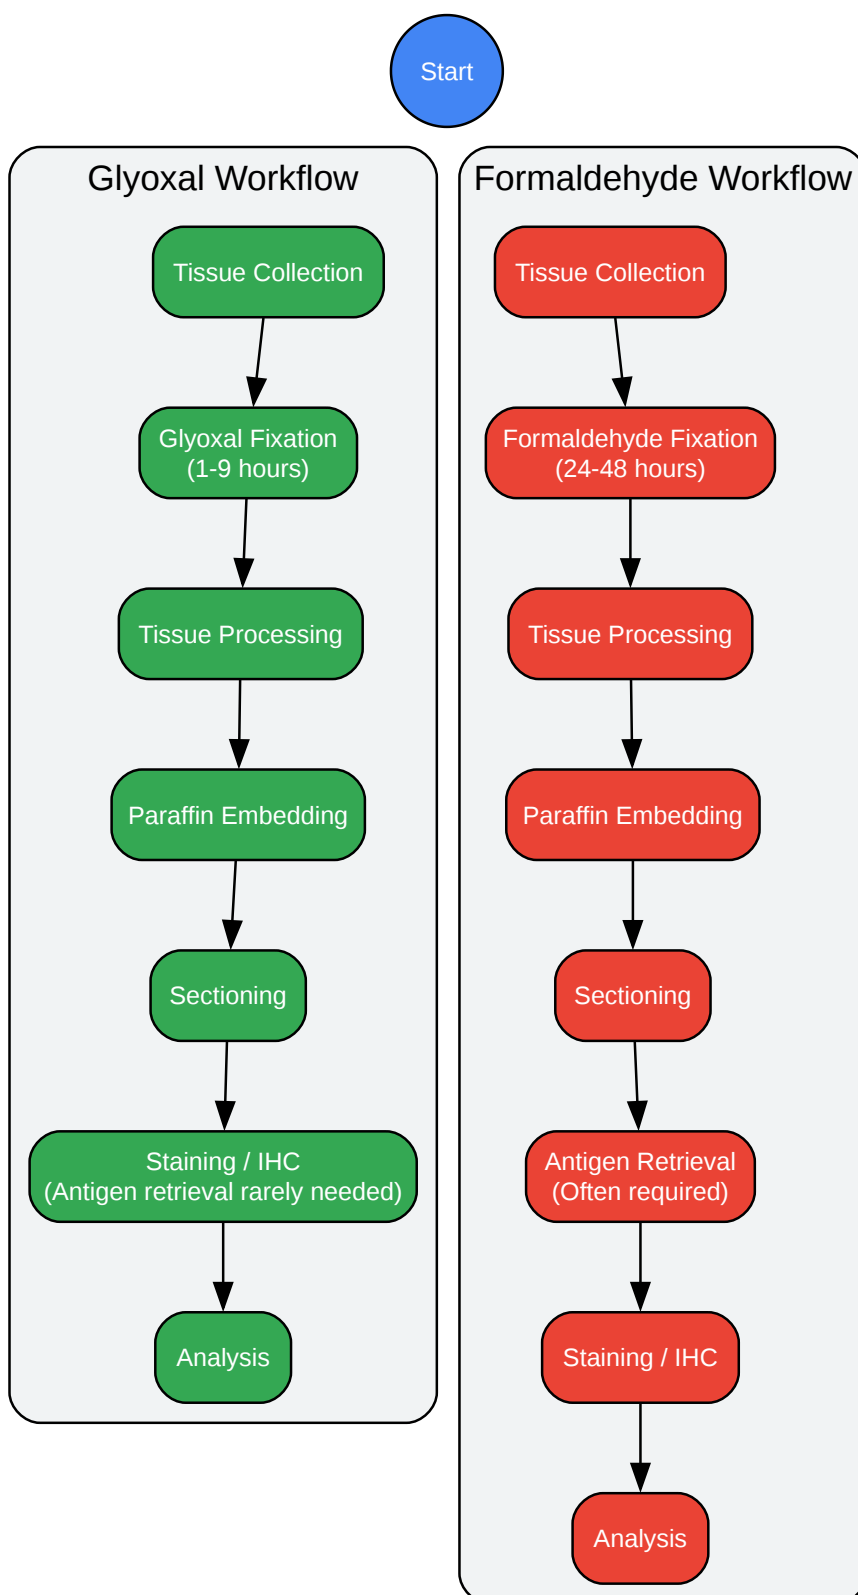 Start
Glyoxal Workflow
Tissue Collection
Glyoxal Fixation
(1-9 hours)
Tissue Processing
Paraffin Embedding
Sectioning
Staining / IHC
(Antigen retrieval rarely needed)
Analysis
Formaldehyde Workflow
Tissue Collection
Formaldehyde Fixation
(24-48 hours)
Tissue Processing
Paraffin Embedding
Sectioning
Antigen Retrieval
(Often required)
Staining / IHC
Analysis